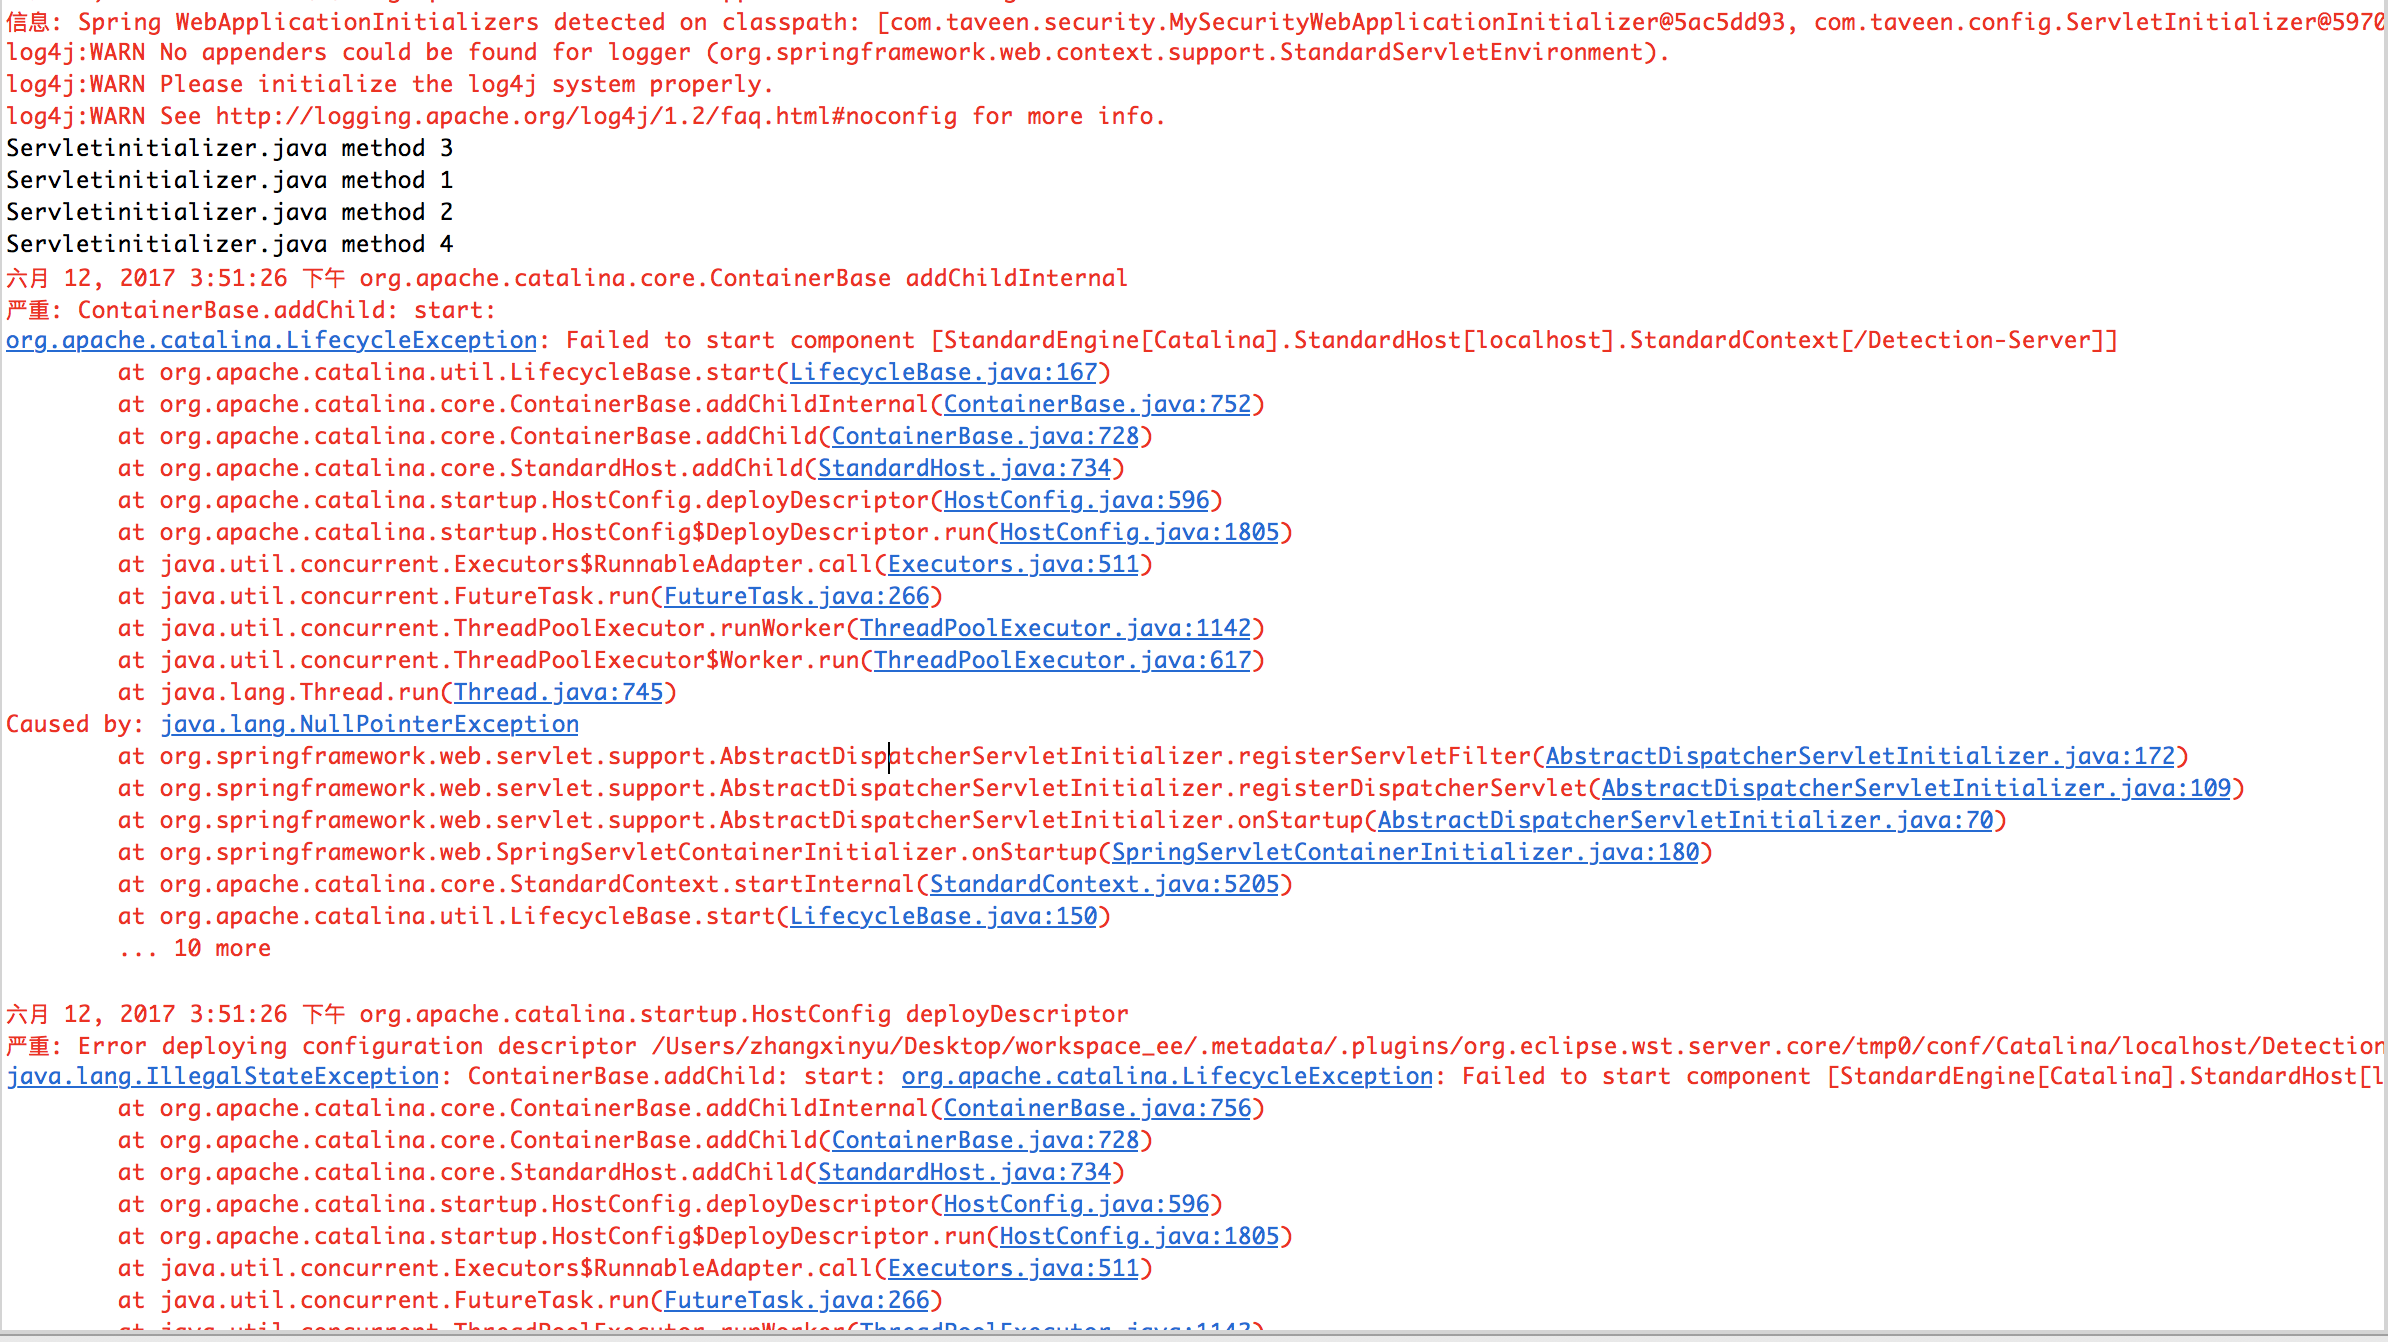 信息: Spring WebApplicationInitializers detected on classpath: [com.taveen.security.MySecurityWebApplicationInitializer@5ac5dd93, com.taveen.config.ServletInitializer@5970
log4j:WARN No appenders could be found for logger (org.springframework.web.context.support.StandardServletEnvironment).
log4j:WARN Please initialize the log4j system properly.
log4j:WARN See http://logging.apache.org/log4j/1.2/faq.html#noconfig for more info.
Servletinitializer.java method 3
Servletinitializer.java method 1
Servletinitializer.java method 2
Servletinitializer.java method 4
六月 12, 2017 3:51:26 下午 org.apache.catalina.core.ContainerBase addChildInternal
严重: ContainerBase.addChild: start:
org.apache.catalina.LifecycleException: Failed to start component [StandardEngine[Catalina].StandardHost[localhost].StandardContext[/Detection-Server]]
at org.apache.catalina.util.LifecycleBase.start(LifecycleBase.java:167)
at org.apache.catalina.core.ContainerBase.addChildInternal(ContainerBase.java:752)
at org.apache.catalina.core.ContainerBase.addChild(ContainerBase.java:728)
at org.apache.catalina.core.StandardHost.addChild(StandardHost.java:734)
at org.apache.catalina.startup.HostConfig.deployDescriptor(HostConfig.java:596)
at org.apache.catalina.startup.HostConfig$DeployDescriptor.run(HostConfig.java:1805)
at java.util.concurrent.Executors$RunnableAdapter.call(Executors.java:511)
at java.util.concurrent.FutureTask.run(FutureTask.java:266)
at java.util.concurrent.ThreadPoolExecutor.runWorker(ThreadPoolExecutor.java:1142)
at java.util.concurrent.ThreadPoolExecutor$Worker.run(ThreadPoolExecutor.java:617)
at java.lang.Thread.run(Thread.java:745)
Caused by: java.lang.NullPointerException
at org.springframework.web.servlet.support.AbstractDispatcherServletInitializer.registerServletFilter(AbstractDispatcherServletInitializer.java:172)
at org.springframework.web.servlet.support.AbstractDispatcherServletInitializer.registerDispatcherServlet(AbstractDispatcherServletInitializer.java:109)
at org.springframework.web.servlet.support.AbstractDispatcherServletInitializer.onStartup(AbstractDispatcherServletInitializer.java:70)
at org.springframework.web.SpringServletContainerInitializer.onStartup(SpringServletContainerInitializer.java:180)
at org.apache.catalina.core.StandardContext.startInternal(StandardContext.java:5205)
at org.apache.catalina.util.LifecycleBase.start(LifecycleBase.java:150)
... 10 more
六月 12, 2017 3:51:26 下午 org.apache.catalina.startup.HostConfig deployDescriptor
严重: Error deploying configuration descriptor /Users/zhangxinyu/Desktop/workspace_ee/.metadata/.plugins/org.eclipse.wst.server.core/tmp0/conf/Catalina/localhost/Detection
java.lang.IllegalStateException: ContainerBase.addChild: start: org.apache.catalina.LifecycleException: Failed to start component [StandardEngine[Catalina].StandardHost[l
at org.apache.catalina.core.ContainerBase.addChildInternal(ContainerBase.java:756)
at org.apache.catalina.core.ContainerBase.addChild(ContainerBase.java:728)
at org.apache.catalina.core.StandardHost.addChild(StandardHost.java:734)
at org.apache.catalina.startup.HostConfig.deployDescriptor(HostConfig.java:596)
at org.apache.catalina.startup.HostConfig$DeployDescriptor.run(HostConfig.java:1805)
at java.util.concurrent.Executors$RunnableAdapter.call(Executors.java:511)
at java.util.concurrent.FutureTask.run(FutureTask.java:266)